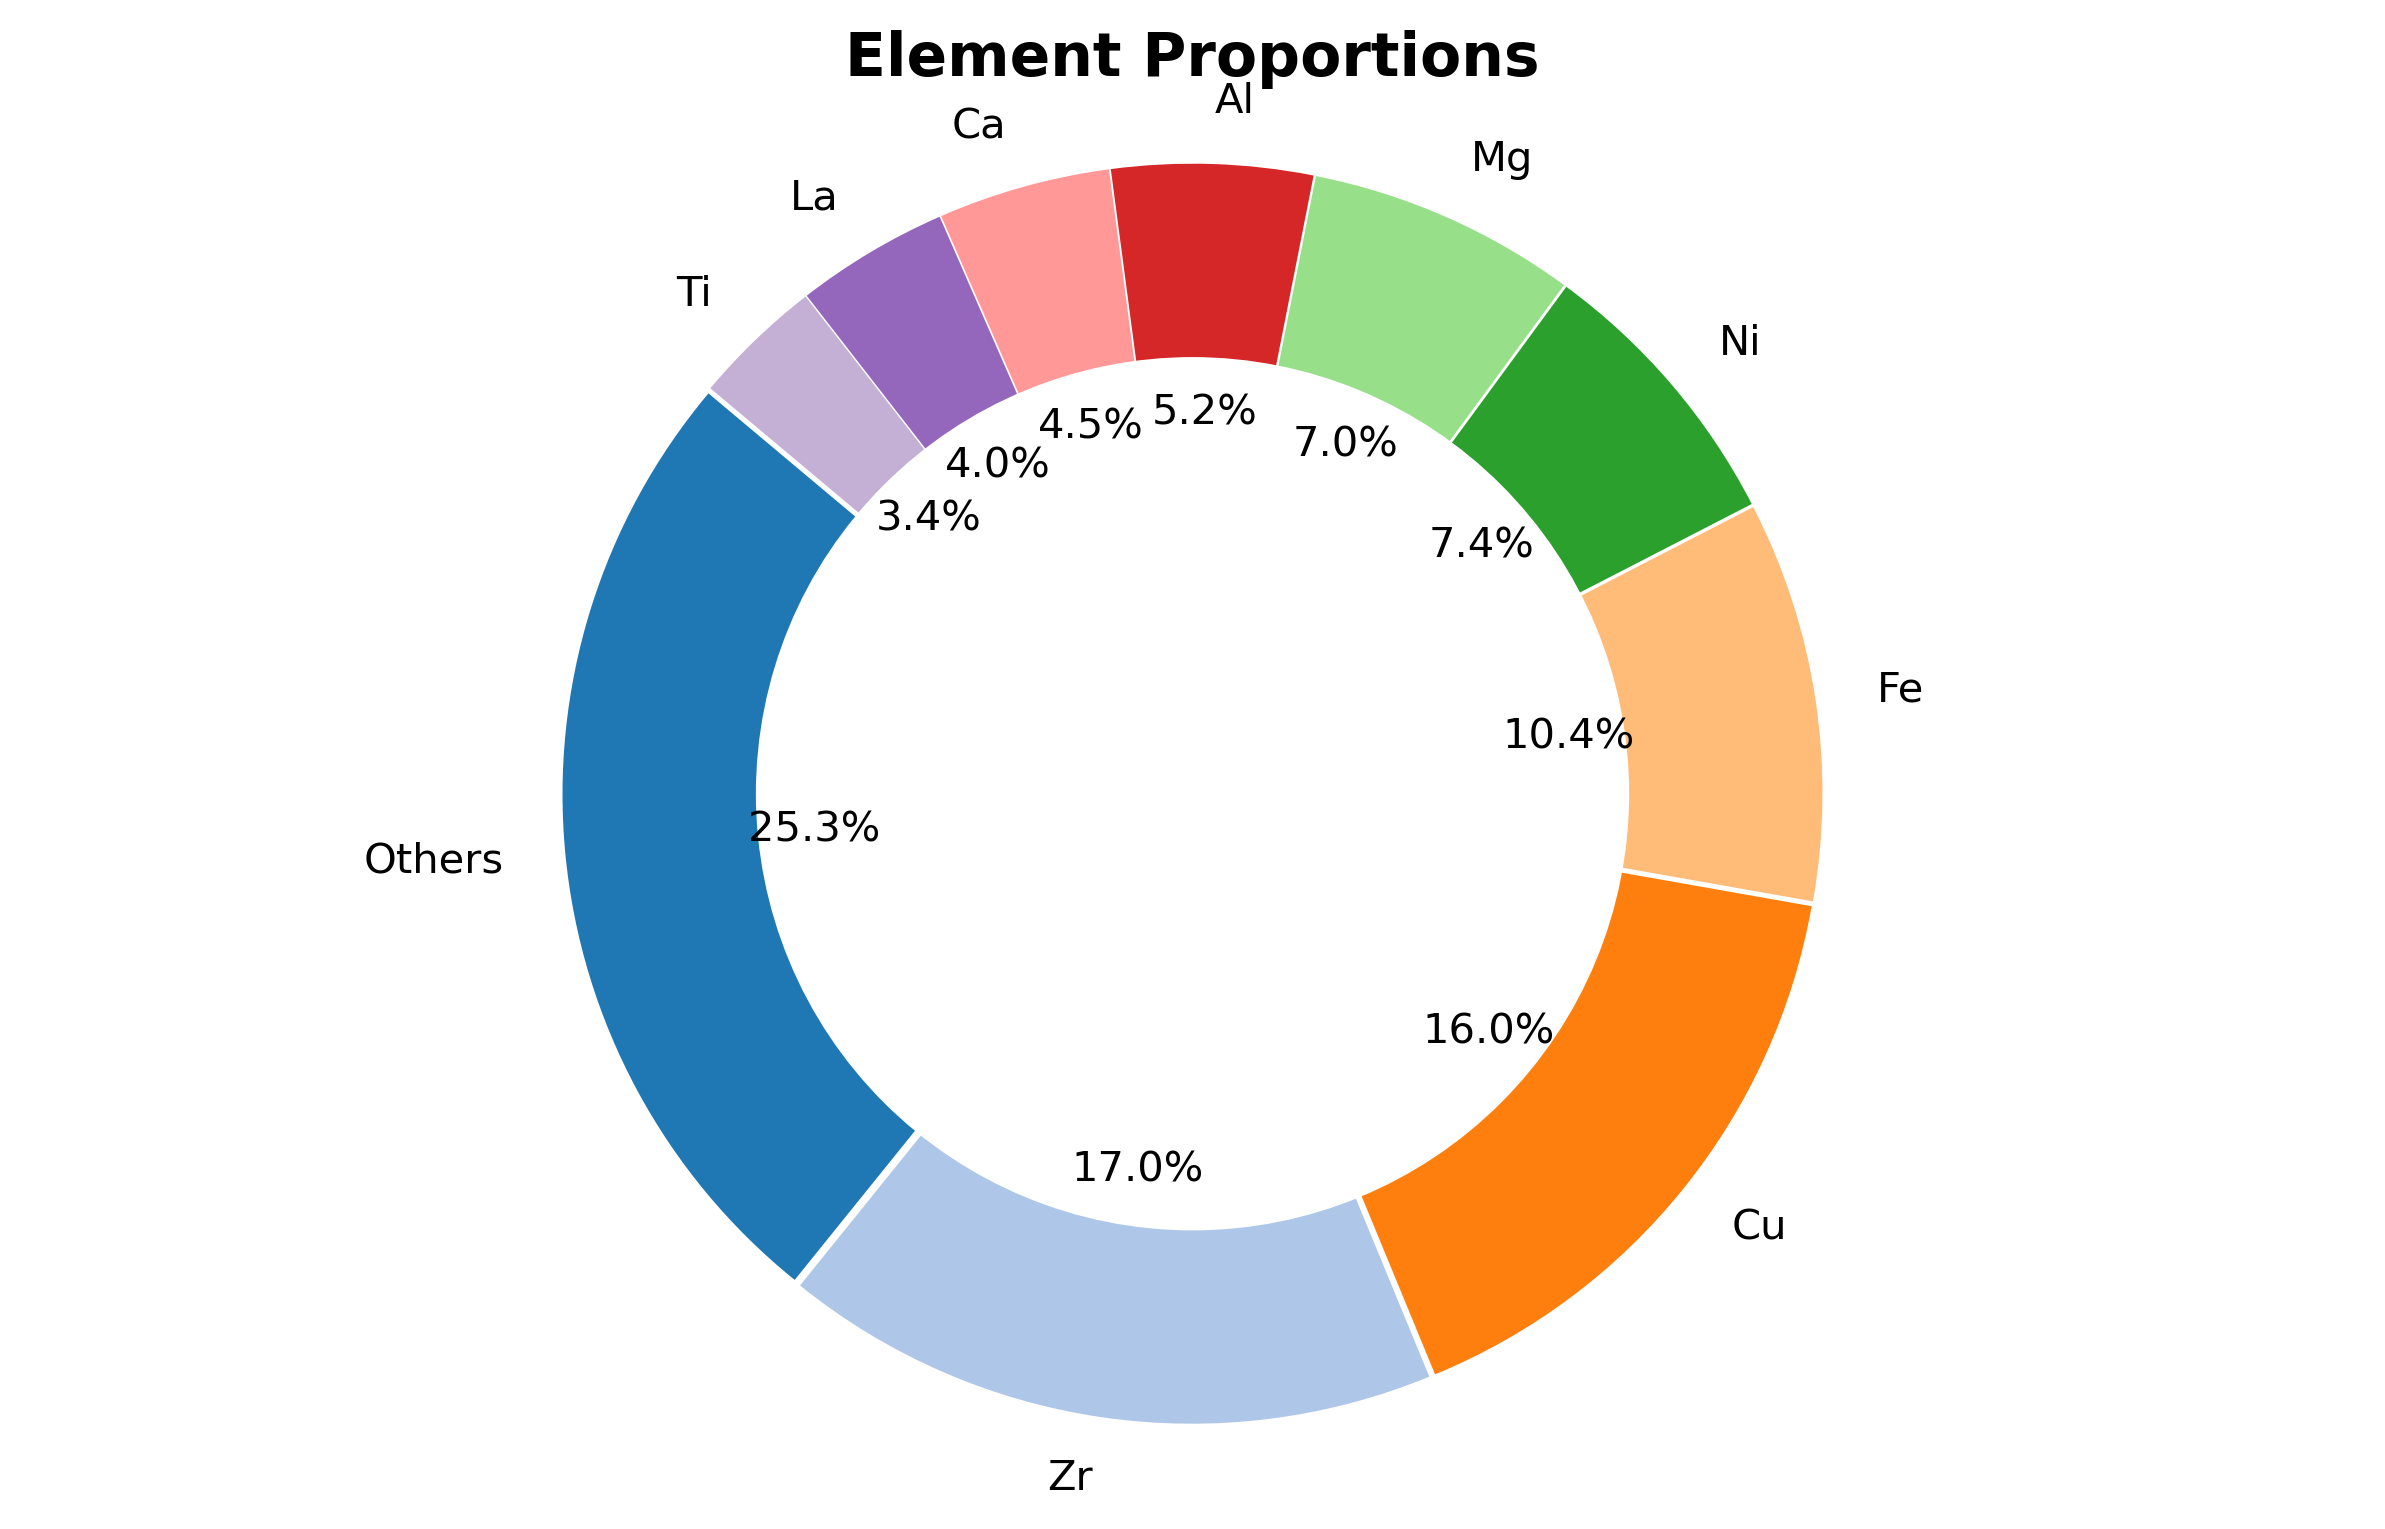 Element Proportions
Al
Ca
Mg
La
Ti
Ni
5.2%
4.5%
7.0%
4.0%
3.4%
7.4%
Fe
10.4%
25.3%
Others
16.0%
17.0%
Cu
Zr